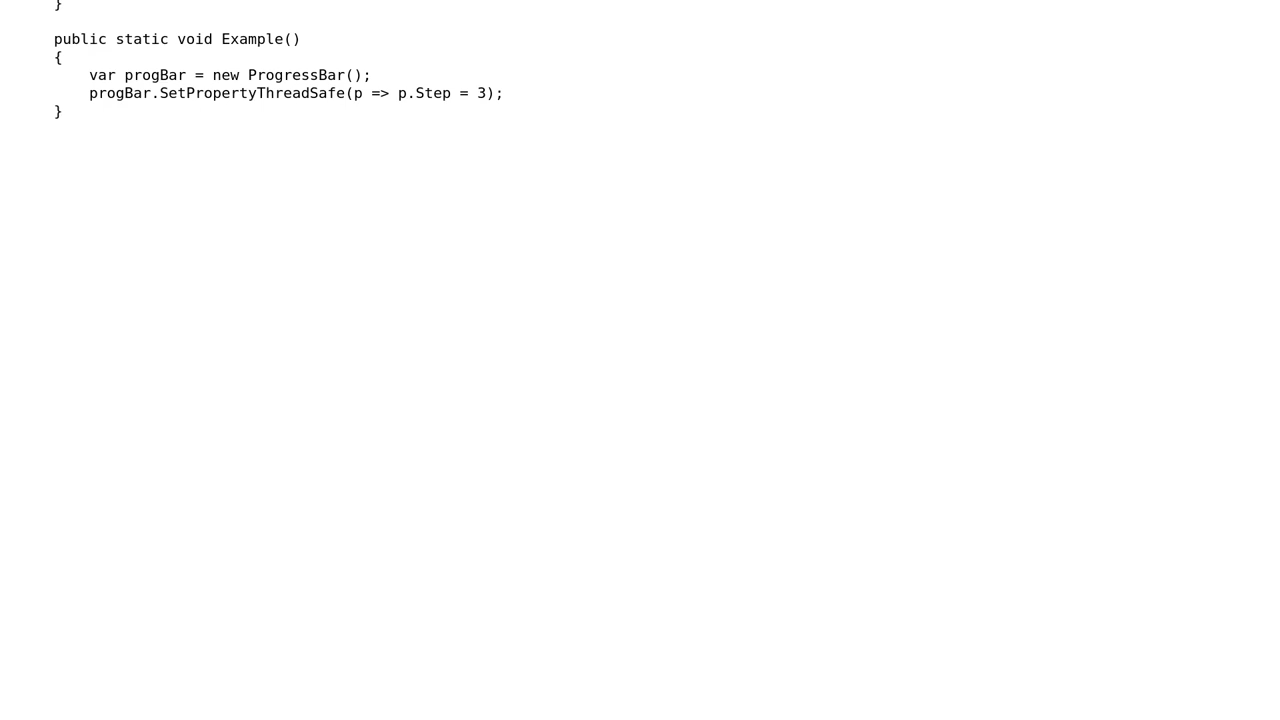 }
public static void Example()
{
var progBar = new ProgressBar();
progBar.SetPropertyThreadSafe(p => p.Step = 3);
}